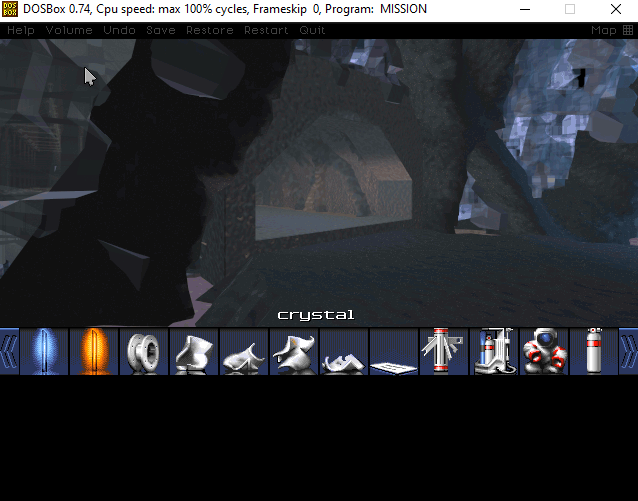 DOSBox 0.74, Cpu speed: max 100% cycles, Frameskip 0, Program: MISSION
Help Volume Undo Save Restore Restart Quit Map
crystal